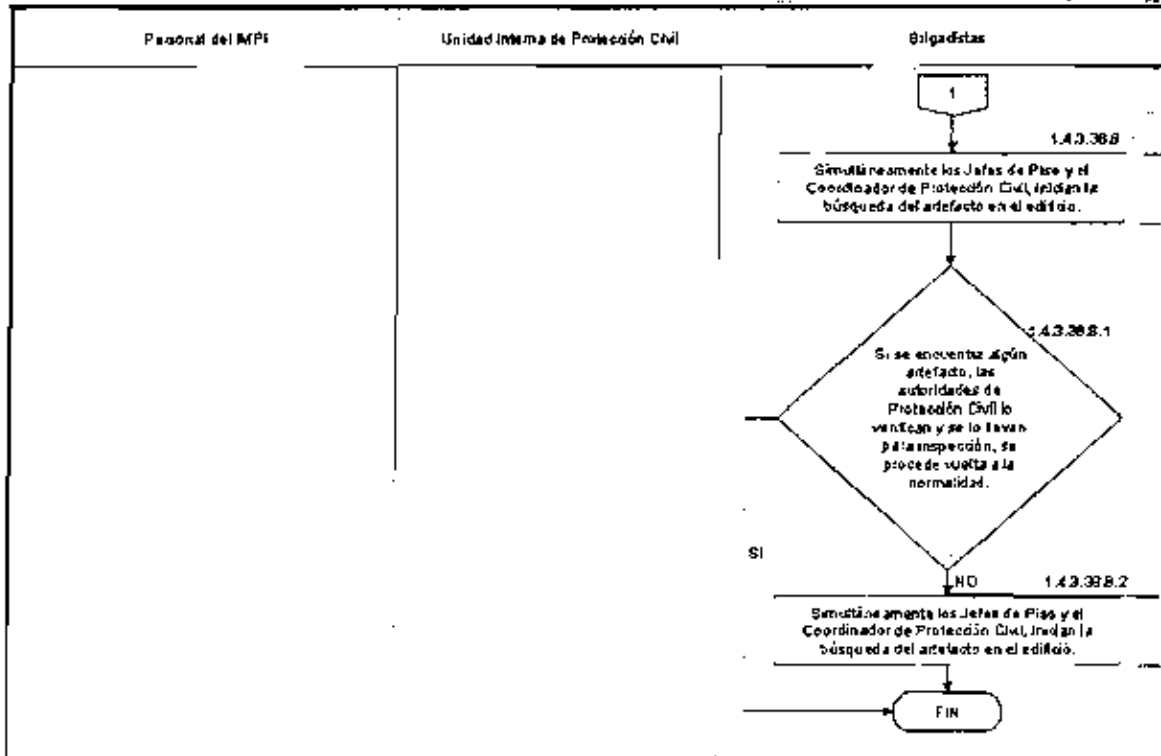 Personal del IMPI
Unidad Interna de Protección Civil
Brigadistas
1
1.4.3.38.8
Simultáneamente los Jefes de Piso y el
Coordinador de Protección Civil, inician la
búsqueda del artefacto en el edificio.
1.4.3.38.8.1
Si se encuentra algún
artefacto, las
autoridades de
Protección Civil lo
verifican y se lo llevan
para inspección, se
procede vuelta a la
normalidad.
SI
NO
1.4.3.38.8.2
Simultáneamente los Jefes de Piso y el
Coordinador de Protección Civil, inician la
búsqueda del artefacto en el edificio.
FIN